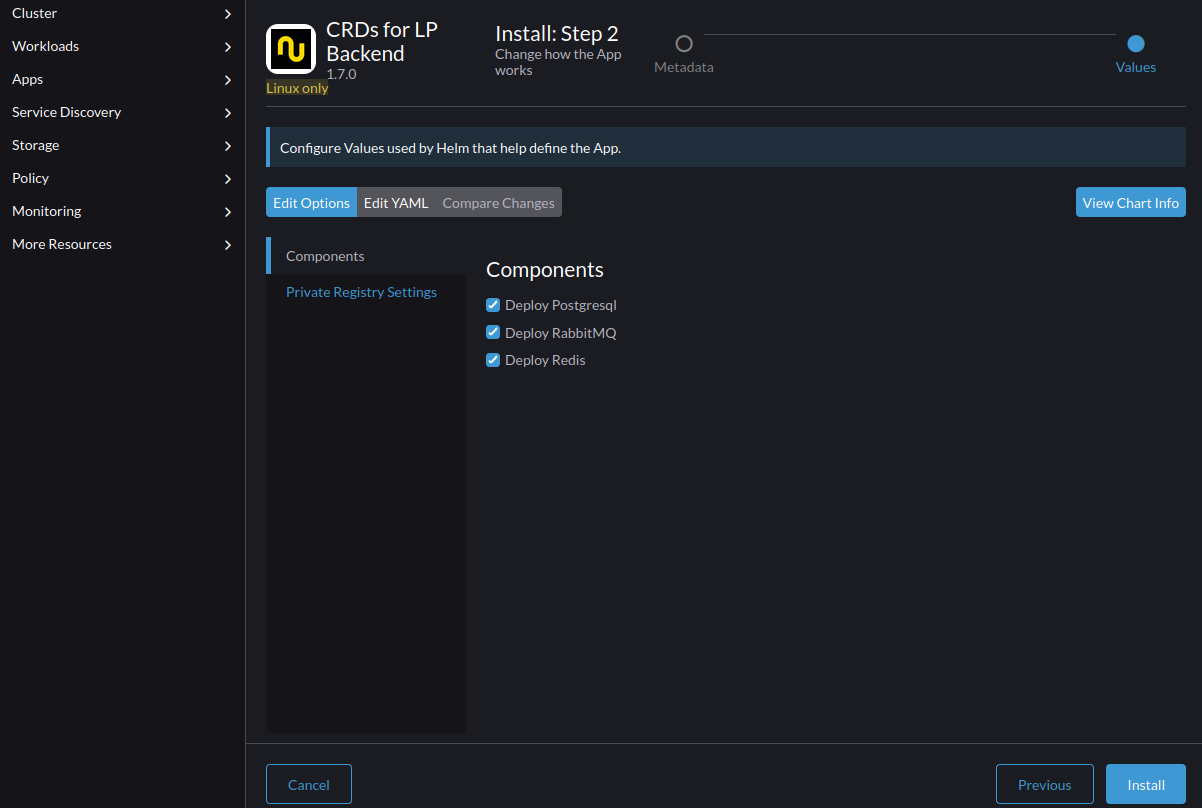 Cluster
Workloads
Apps
Service Discovery
Storage
Policy
Monitoring
More Resources
CRDs for LP
Backend
1.7.0
Linux only
Install: Step 2
Change how the App
works
Metadata
Values
Configure Values used by Helm that help define the App.
Edit Options
Edit YAML
Compare Changes
View Chart Info
Components
Private Registry Settings
Components
Deploy Postgresql
Deploy RabbitMQ
Deploy Redis
Cancel
Previous
Install